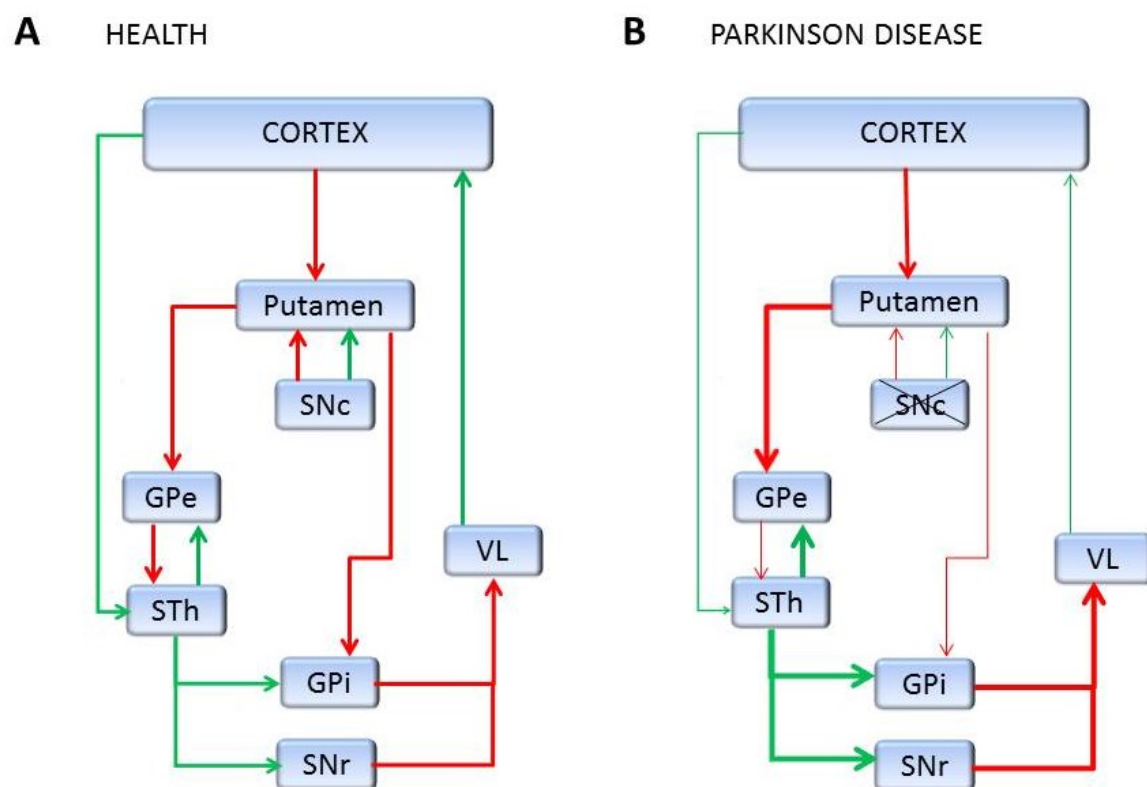 A HEALTH
CORTEX
Putamen
SNc
GPe
VL
STh
GPi
SNr
B PARKINSON DISEASE
CORTEX
Putamen
SNc
GPe
VL
STh
GPi
SNr